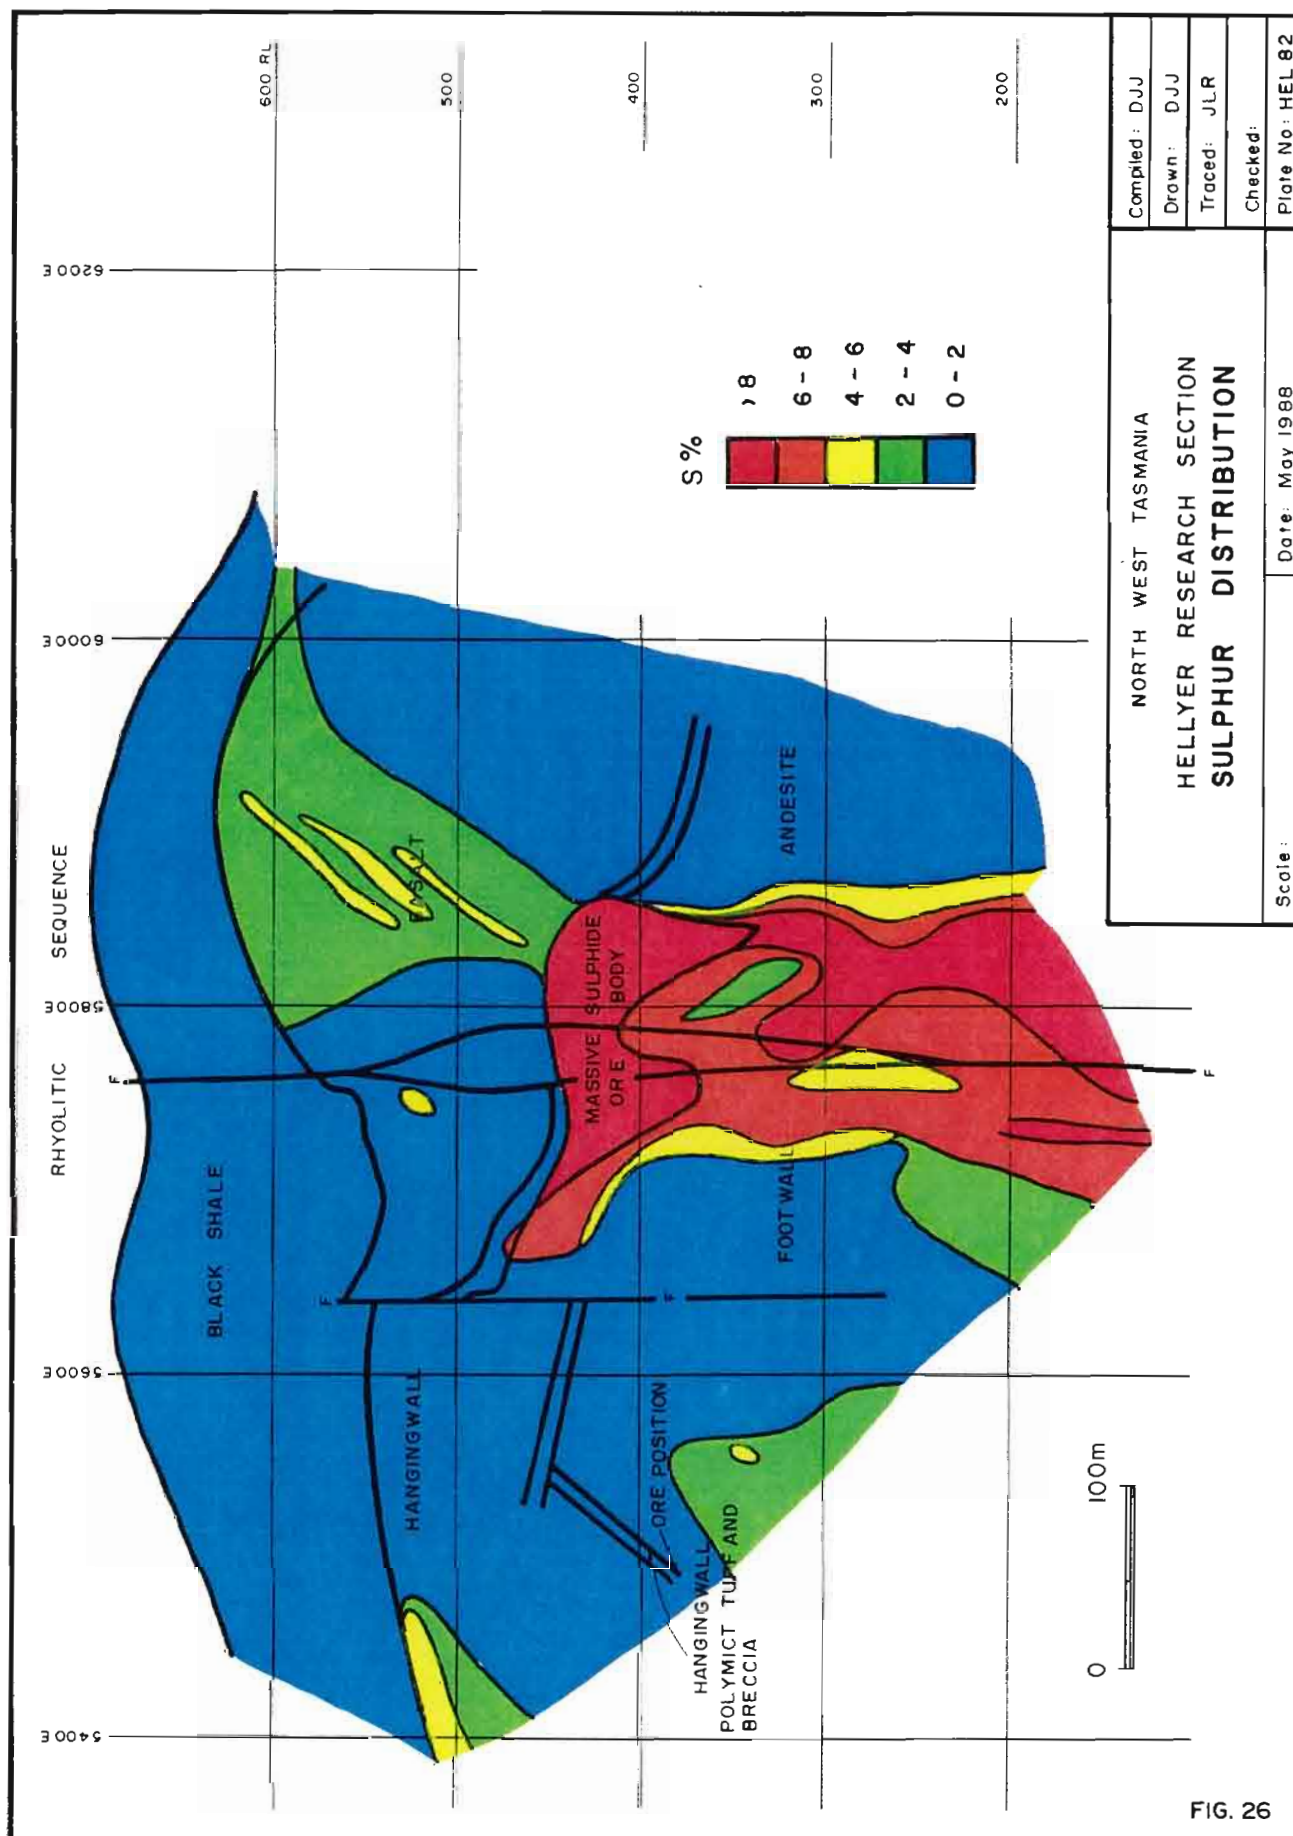 RHYOLITIC SEQUENCE
5400E
5600E
5800E
6000E
6200E
600 RL
500
400
300
200
BLACK SHALE
HANGINGWALL
BASALT
F
F
F
F
MASSIVE SULPHIDE
ORE BODY
ORE POSITION
HANGINGWALL
POLYMICT TUFF AND
BRECCIA
FOOTWALL
ANDESITE
S %
>8
6 - 8
4 - 6
2 - 4
0 - 2
0 100m
NORTH WEST TASMANIA
HELLYER RESEARCH SECTION
SULPHUR DISTRIBUTION
Scale:
Date: May 1988
Compiled: DJJ
Drawn: DJJ
Traced: JLR
Checked:
Plate No: HEL 82
FIG. 26